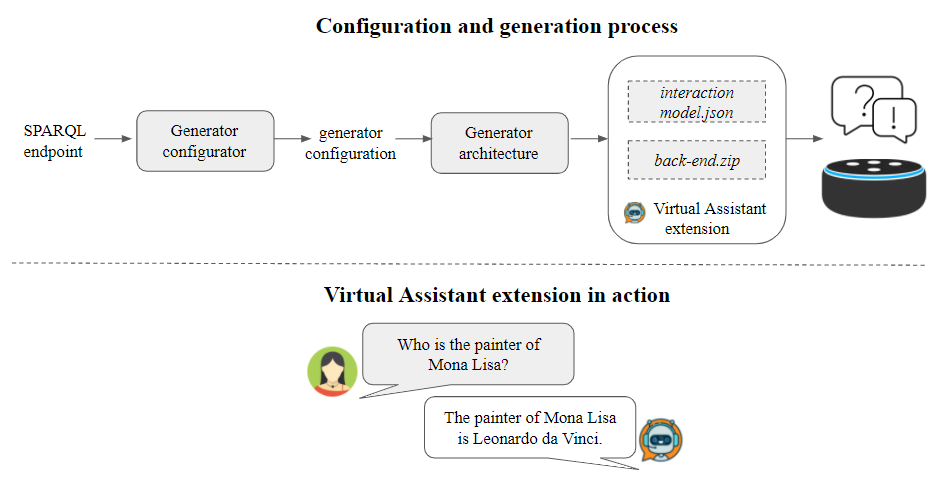 Configuration and generation process
SPARQL
endpoint
Generator
configurator
generator
configuration
Generator
architecture
interaction
model.json
back-end.zip
Virtual Assistant
extension
?
!
Virtual Assistant extension in action
Who is the painter of
Mona Lisa?
The painter of Mona Lisa
is Leonardo da Vinci.